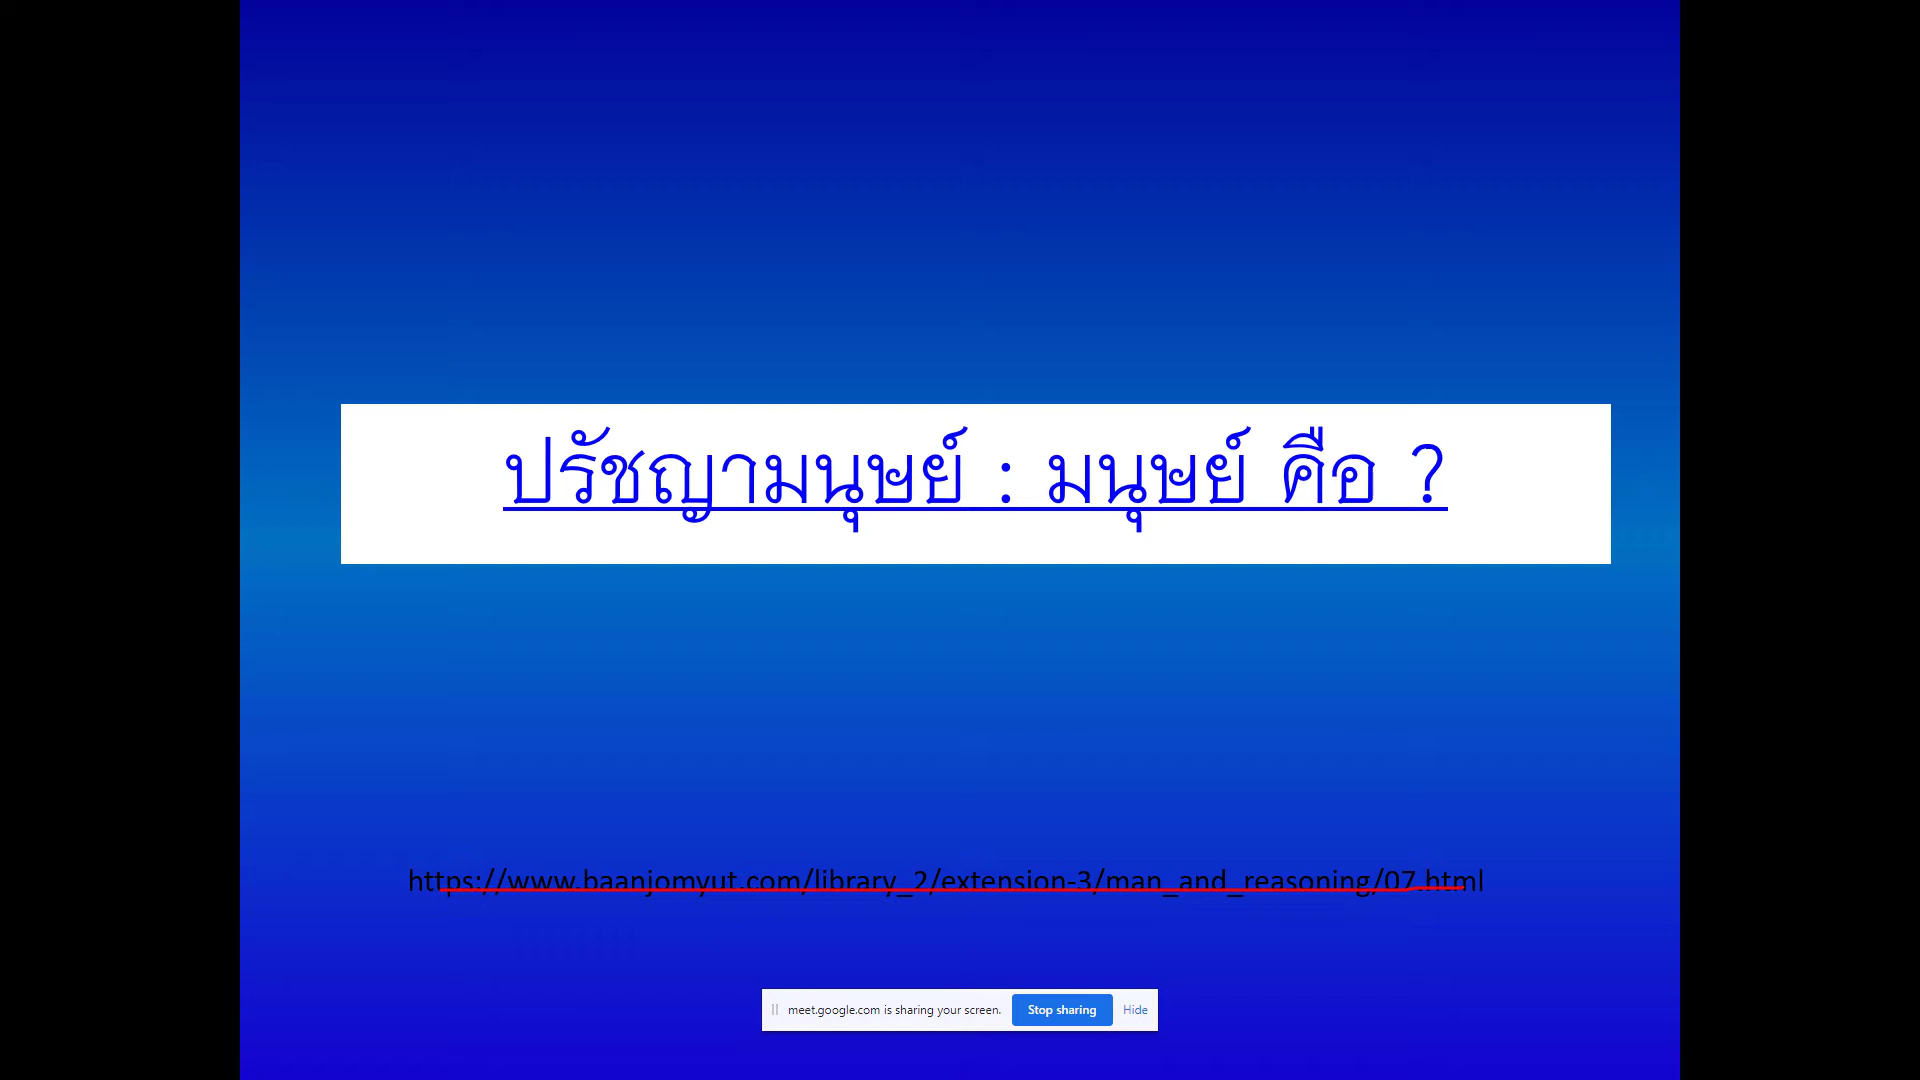 ปรัชญามนุษย์ : มนุษย์ คือ ?
https://www.baanjomyut.com/library_2/extension-3/man_and_reasoning/07.html
meet.google.com is sharing your screen. Stop sharing Hide